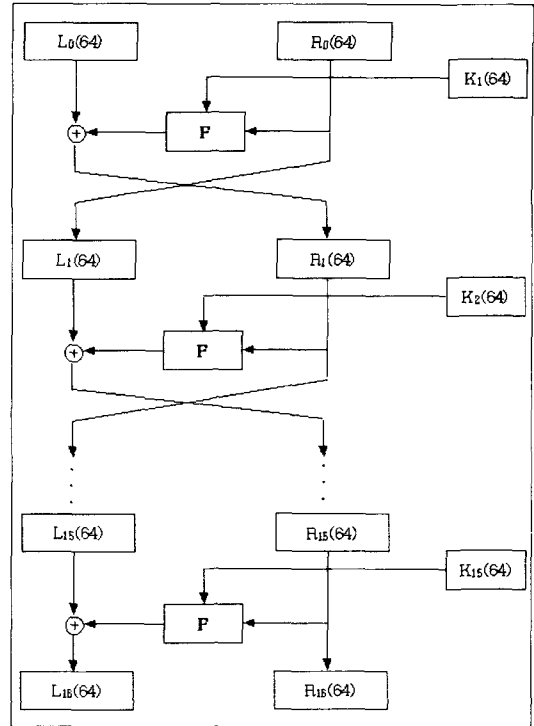 L₀(64)
R₀(64)
K₁(64)
F
L₁(64)
R₁(64)
K₂(64)
F
L₁₅(64)
R₁₅(64)
K₁₅(64)
F
L₁₆(64)
R₁₆(64)